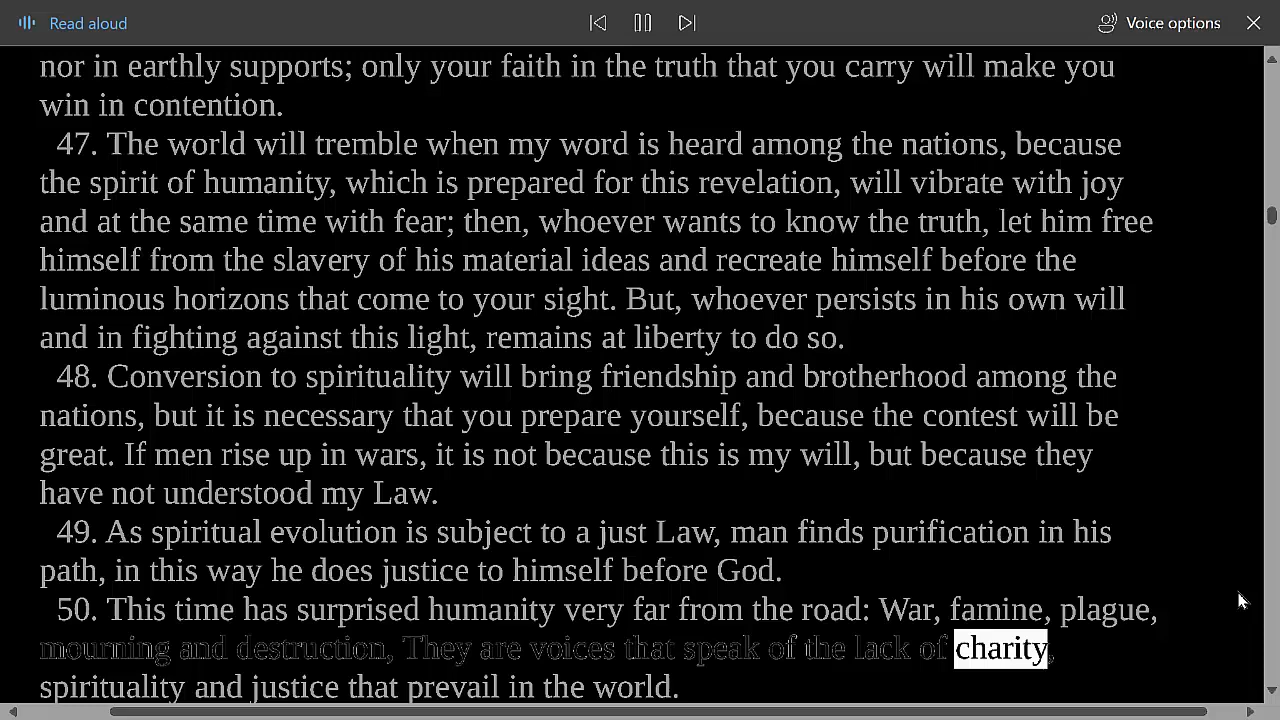 Read aloud
Voice options
nor in earthly supports; only your faith in the truth that you carry will make you
win in contention.
47. The world will tremble when my word is heard among the nations, because
the spirit of humanity, which is prepared for this revelation, will vibrate with joy
and at the same time with fear; then, whoever wants to know the truth, let him free
himself from the slavery of his material ideas and recreate himself before the
luminous horizons that come to your sight. But, whoever persists in his own will
and in fighting against this light, remains at liberty to do so.
48. Conversion to spirituality will bring friendship and brotherhood among the
nations, but it is necessary that you prepare yourself, because the contest will be
great. If men rise up in wars, it is not because this is my will, but because they
have not understood my Law.
49. As spiritual evolution is subject to a just Law, man finds purification in his
path, in this way he does justice to himself before God.
50. This time has surprised humanity very far from the road: War, famine, plague,
mourning and destruction, They are voices that speak of the lack of charity,
spirituality and justice that prevail in the world.